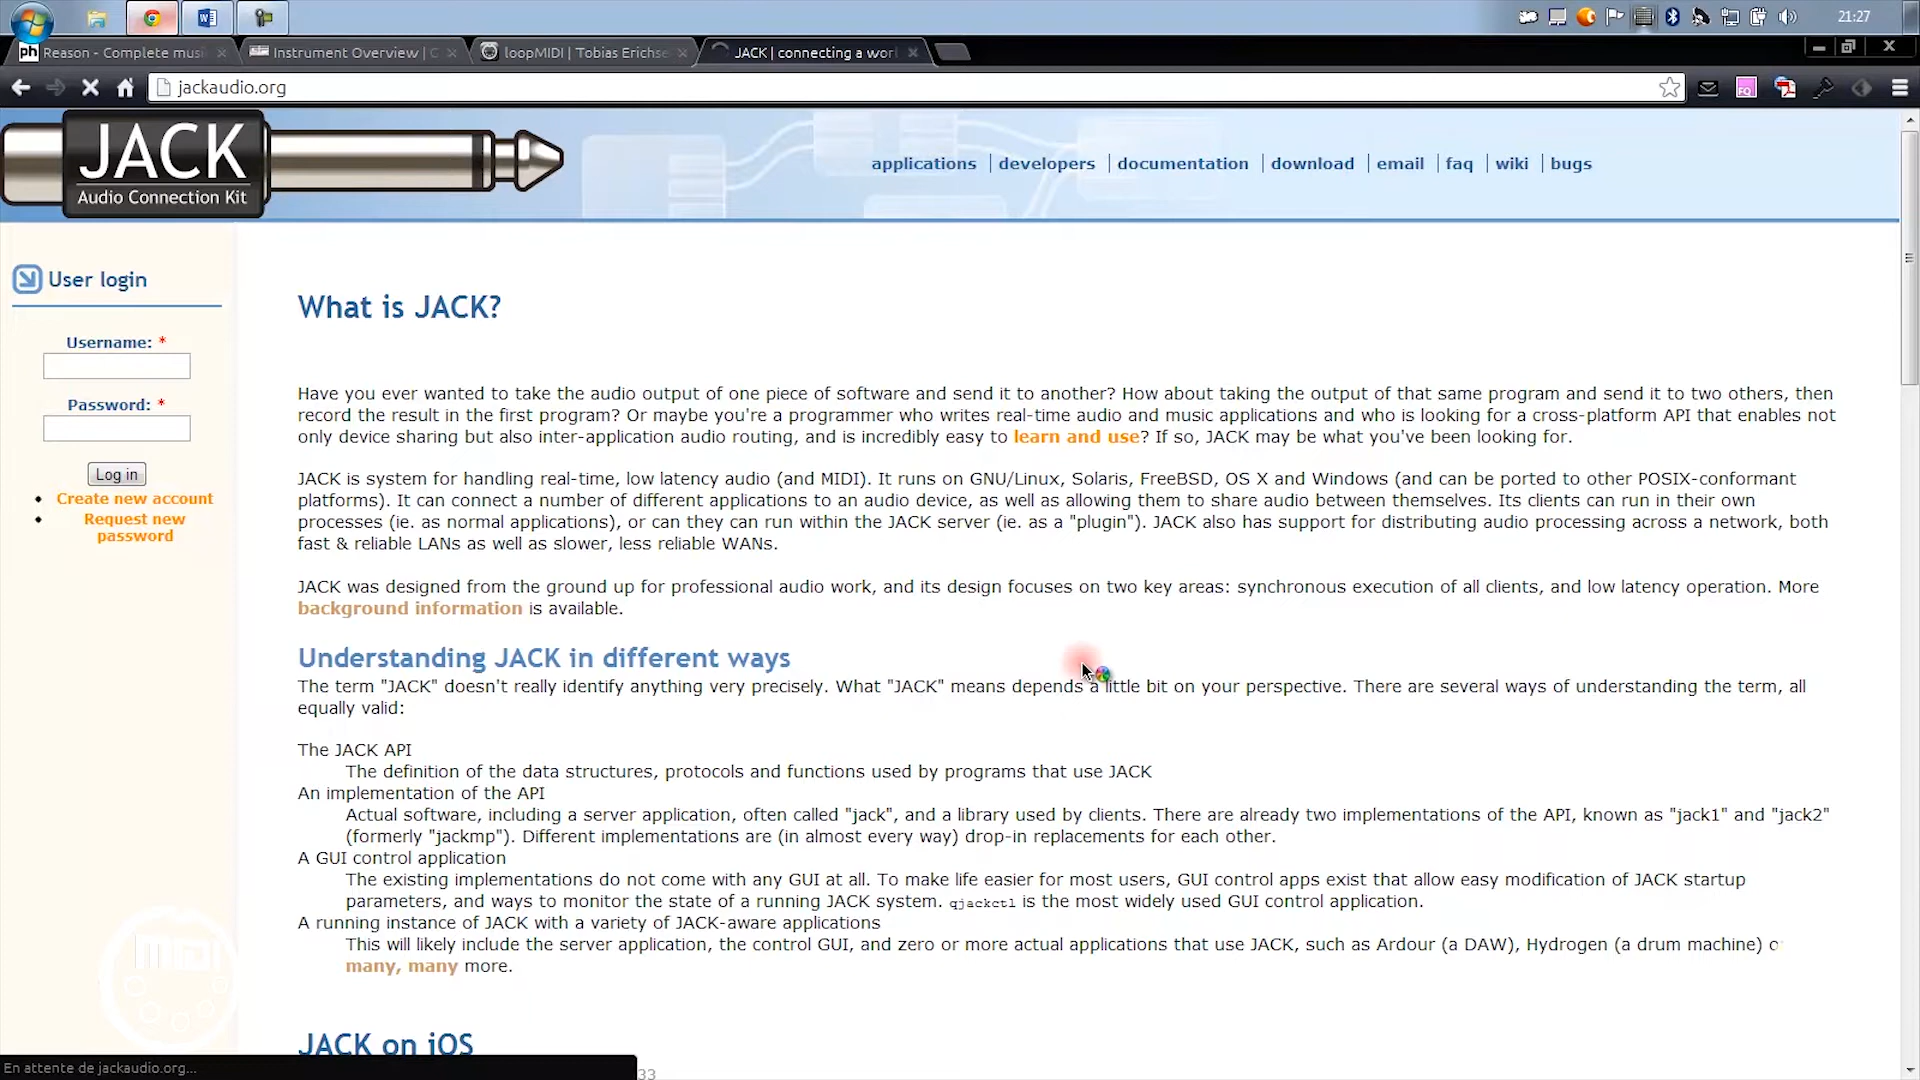 21:27
ph Reason - Complete musi
Instrument Overview | C
loopMIDI | Tobias Erichse
JACK | connecting a worl
jackaudio.org
JACK
Audio Connection Kit
applications | developers | documentation | download | email | faq | wiki | bugs
User login
Username: *
Password: *
Log in
Create new account
Request new
password
What is JACK?
Have you ever wanted to take the audio output of one piece of software and send it to another? How about taking the output of that same program and send it to two others, then
record the result in the first program? Or maybe you're a programmer who writes real-time audio and music applications and who is looking for a cross-platform API that enables not
only device sharing but also inter-application audio routing, and is incredibly easy to learn and use? If so, JACK may be what you've been looking for.
JACK is system for handling real-time, low latency audio (and MIDI). It runs on GNU/Linux, Solaris, FreeBSD, OS X and Windows (and can be ported to other POSIX-conformant
platforms). It can connect a number of different applications to an audio device, as well as allowing them to share audio between themselves. Its clients can run in their own
processes (ie. as normal applications), or can they can run within the JACK server (ie. as a "plugin"). JACK also has support for distributing audio processing across a network, both
fast & reliable LANs as well as slower, less reliable WANs.
JACK was designed from the ground up for professional audio work, and its design focuses on two key areas: synchronous execution of all clients, and low latency operation. More
background information is available.
Understanding JACK in different ways
The term "JACK" doesn't really identify anything very precisely. What "JACK" means depends a little bit on your perspective. There are several ways of understanding the term, all
equally valid:
The JACK API
The definition of the data structures, protocols and functions used by programs that use JACK
An implementation of the API
Actual software, including a server application, often called "jack", and a library used by clients. There are already two implementations of the API, known as "jack1" and "jack2"
(formerly "jackmp"). Different implementations are (in almost every way) drop-in replacements for each other.
A GUI control application
The existing implementations do not come with any GUI at all. To make life easier for most users, GUI control apps exist that allow easy modification of JACK startup
parameters, and ways to monitor the state of a running JACK system. qjackctl is the most widely used GUI control application.
A running instance of JACK with a variety of JACK-aware applications
This will likely include the server application, the control GUI, and zero or more actual applications that use JACK, such as Ardour (a DAW), Hydrogen (a drum machine)
many, many more.
MIDI
JACK on iOS
En attente de jackaudio.org...
33